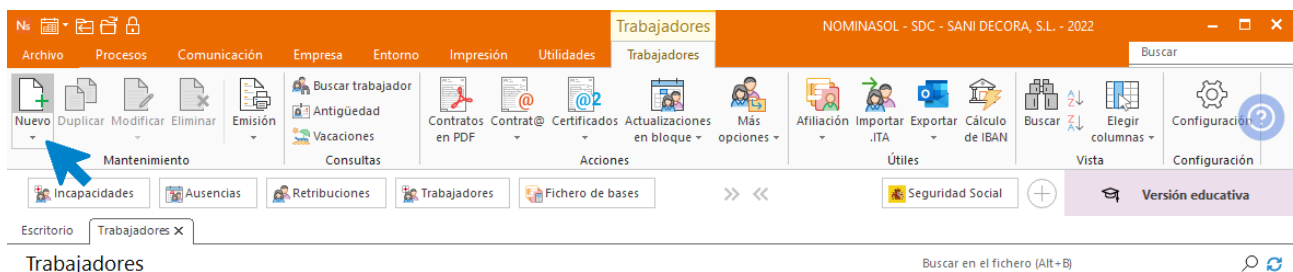 Ns
Trabajadores NOMINASOL - SDC - SANI DECORA, S.L. - 2022
Archivo Procesos Comunicación Empresa Entorno Impresión Utilidades Trabajadores Buscar
Nuevo Duplicar Modificar Eliminar Emisión
Buscar trabajador
Antigüedad
Vacaciones
Contratos en PDF
Contrat@ Certificados
@ @2
Actualizaciones en bloque
Más opciones
Afiliación
Importar .ITA
Exportar
Cálculo de IBAN
Buscar
A Z
Z A
Elegir columnas
Configuración
?
Mantenimiento Consultas Acciones Útiles Vista Configuración
Incapacidades Ausencias Retribuciones Trabajadores Fichero de bases Seguridad Social Versión educativa
Escritorio Trabajadores X
Trabajadores Buscar en el fichero (Alt+B)